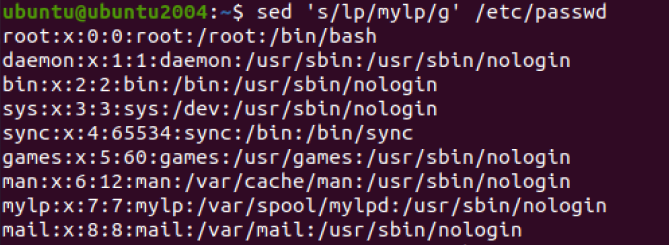 ubuntu@ubuntu2004:~$ sed 's/lp/mylp/g' /etc/passwd
root:x:0:0:root:/root:/bin/bash
daemon:x:1:1:daemon:/usr/sbin:/usr/sbin/nologin
bin:x:2:2:bin:/bin:/usr/sbin/nologin
sys:x:3:3:sys:/dev:/usr/sbin/nologin
sync:x:4:65534:sync:/bin:/bin/sync
games:x:5:60:games:/usr/games:/usr/sbin/nologin
man:x:6:12:man:/var/cache/man:/usr/sbin/nologin
mylp:x:7:7:mylp:/var/spool/mylpd:/usr/sbin/nologin
mail:x:8:8:mail:/var/mail:/usr/sbin/nologin